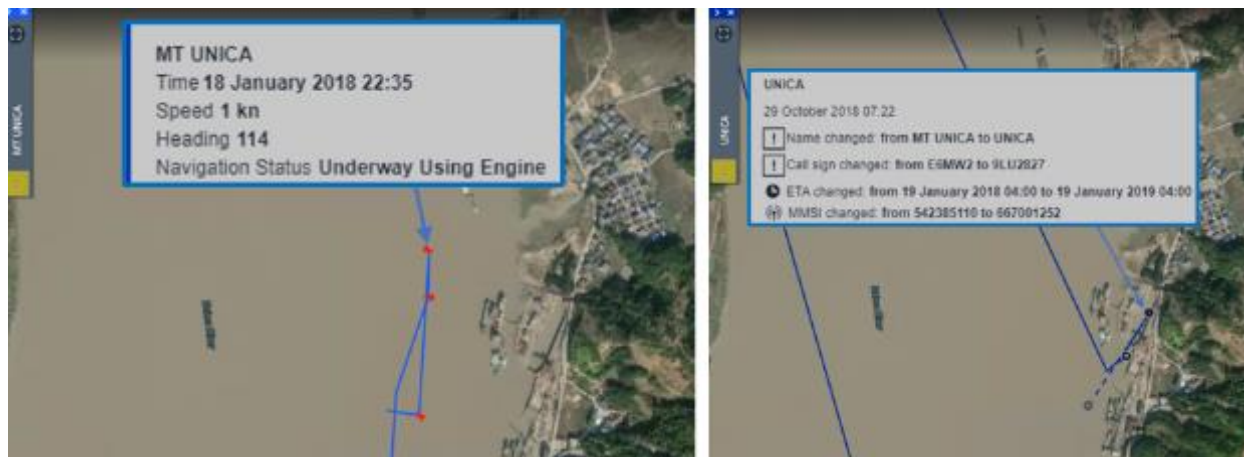 MT UNICA
MT UNICA
Time 18 January 2018 22:35
Speed 1 kn
Heading 114
Navigation Status Underway Using Engine
UNICA
UNICA
29 October 2018 07:22
! Name changed: from MT UNICA to UNICA
! Call sign changed: from E6MW2 to 9LU2827
ETA changed: from 19 January 2018 04:00 to 19 January 2019 04:00
MMSI changed: from 542385110 to 667001252